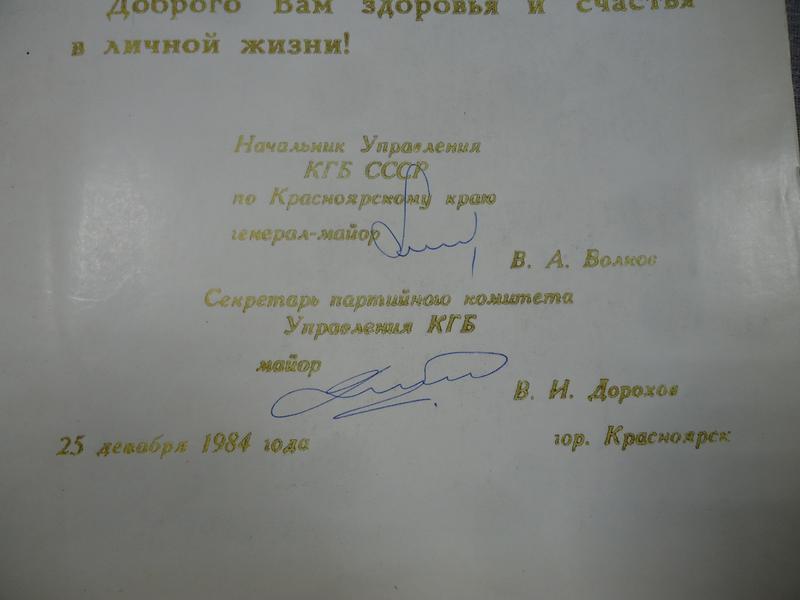 Доброго Вам здоровья и счастья
в личной жизни!
Начальник Управления
КГБ СССР
по Красноярскому краю
генерал-майор
В. А. Волков
Секретарь партийного комитета
Управления КГБ
майор
В. И. Дорохов
25 декабря 1984 года
гор. Красноярск